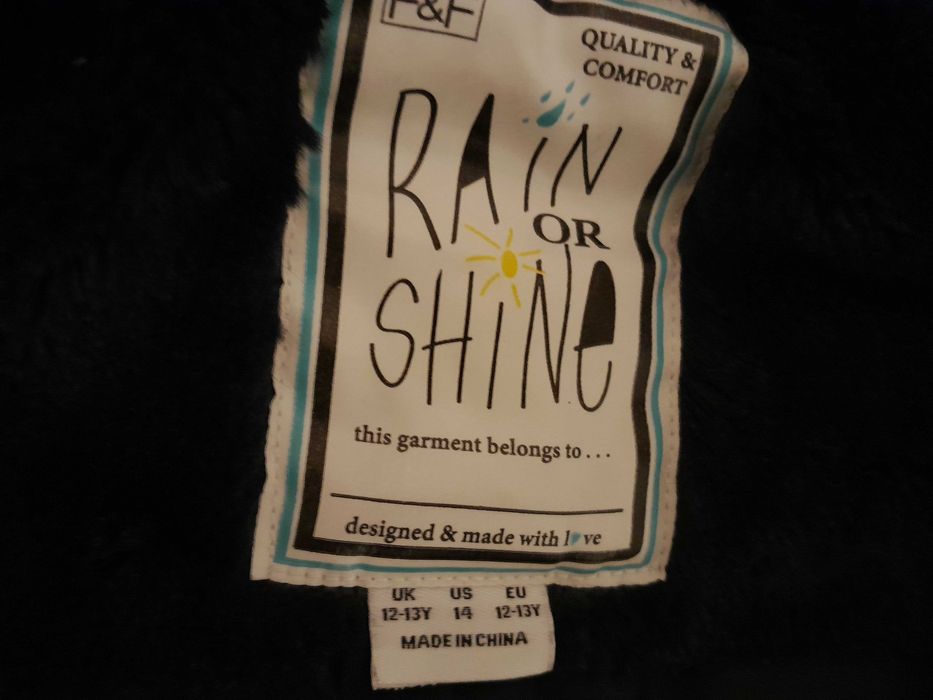 F&F
QUALITY &
COMFORT
RAiN
OR
SHiNe
this garment belongs to...
designed & made with love
UK US EU
12-13Y 14 12-13Y
MADE IN CHINA